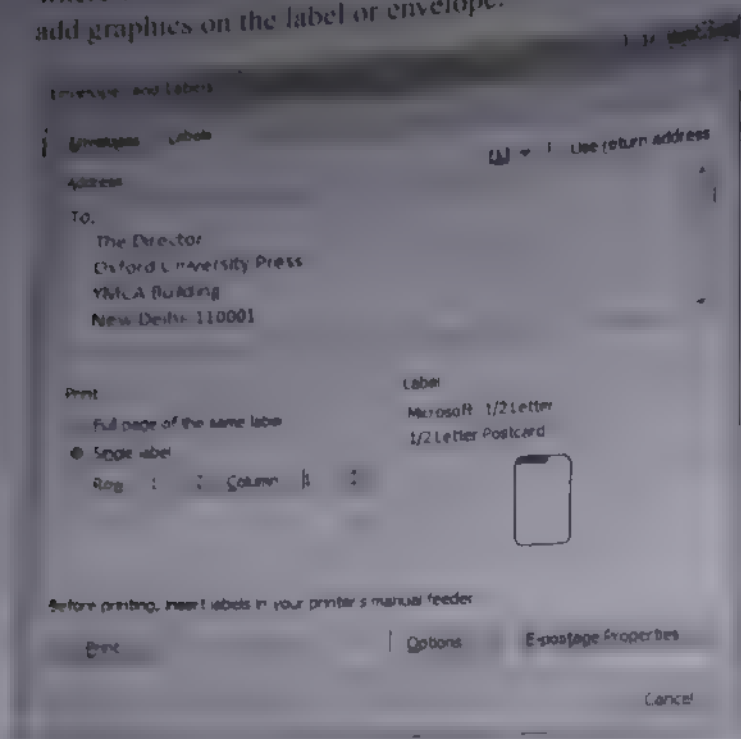 add graphics on the label or envelope.
Envelopes and Labels
Envelopes Labels
Use return address
Address
To,
The Director
Oxford University Press
YMCA Building
New Delhi- 110001
Print
Full page of the same label
Single label
Row 1 Column 1
Label
Microsoft, 1/2 Letter
1/2 Letter Postcard
Before printing, insert labels in your printer's manual feeder
Print
Options
E-postage Properties
Cancel